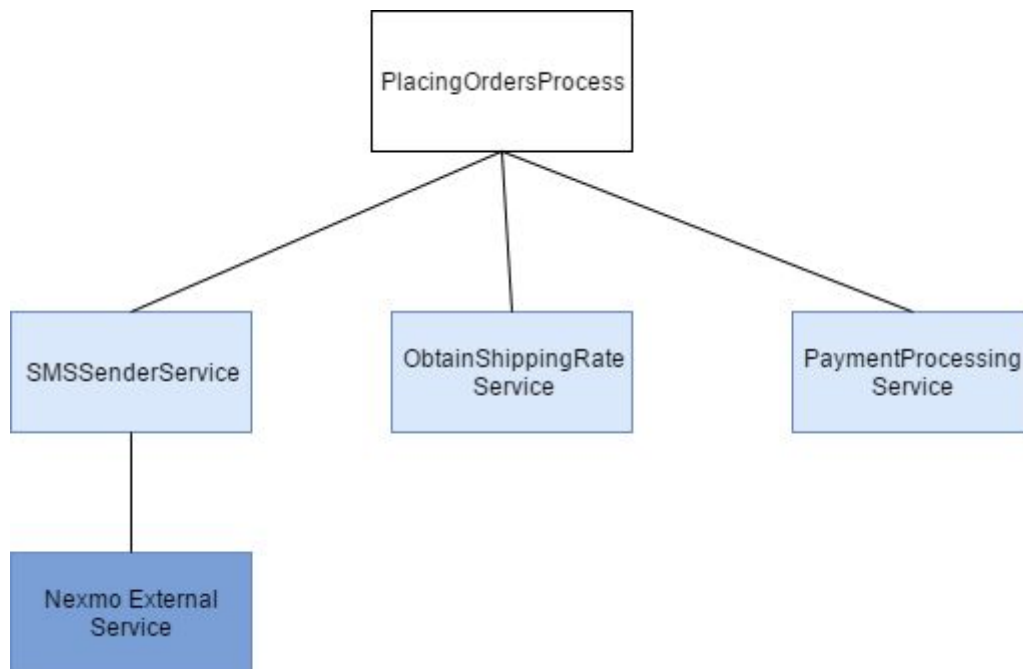 PlacingOrdersProcess
SMSSenderService
ObtainShippingRate
Service
PaymentProcessing
Service
Nexmo External
Service